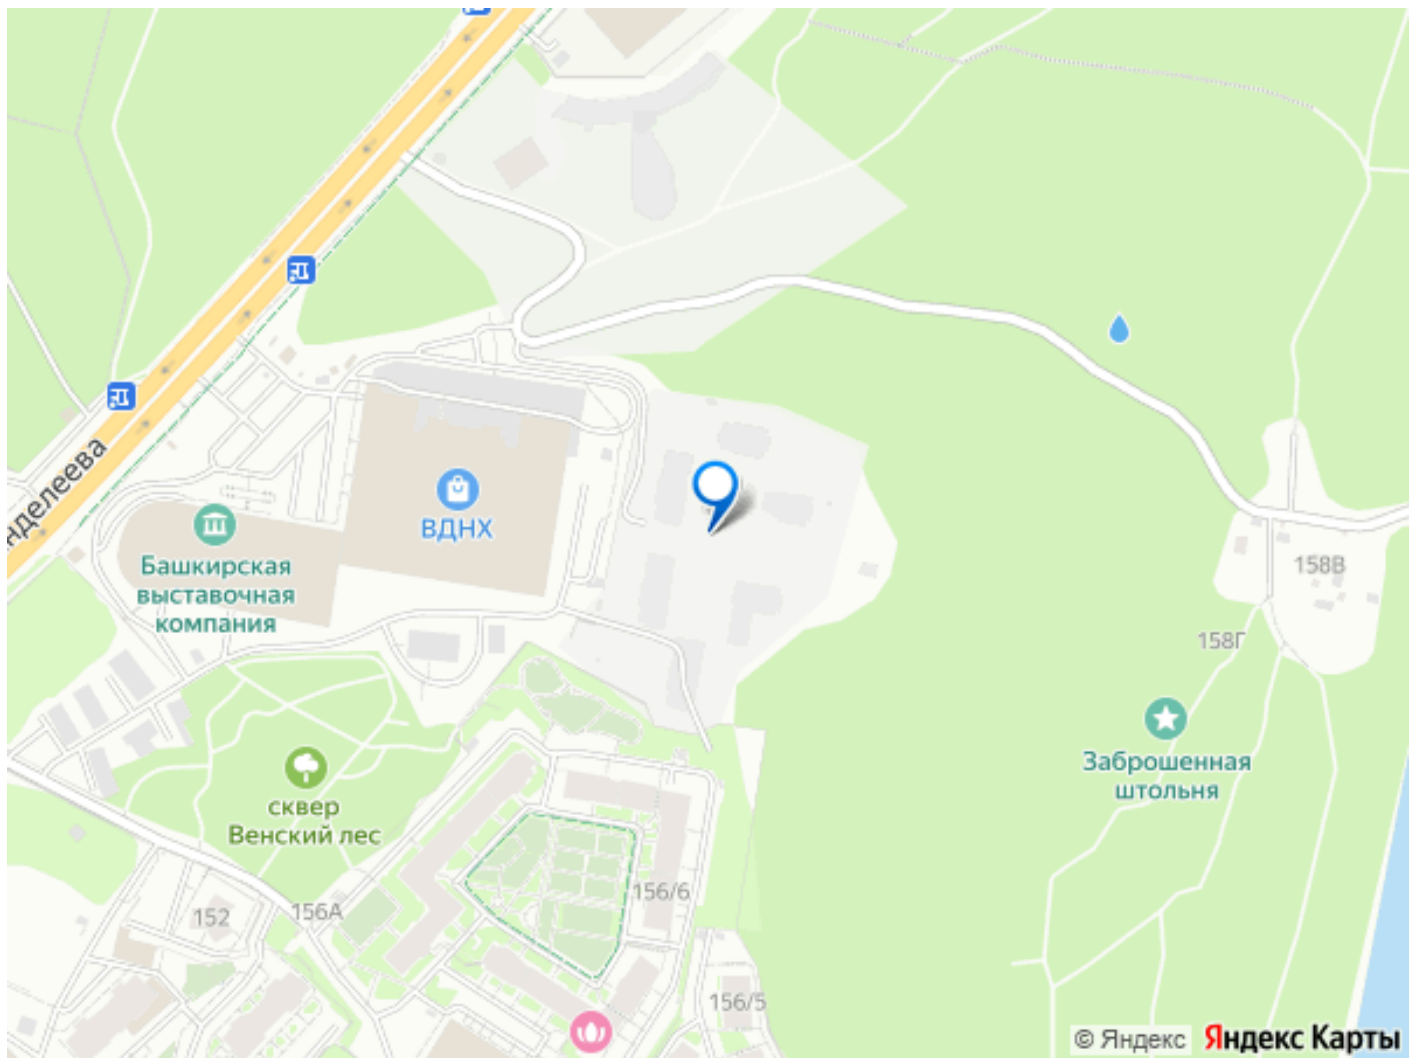 нделеева
ВДНХ
Башкирская
выставочная
компания
158В
158Г
Заброшенная
штольня
сквер
Венский лес
156/6
152
156А
156/5
© Яндекс Яндекс Карты